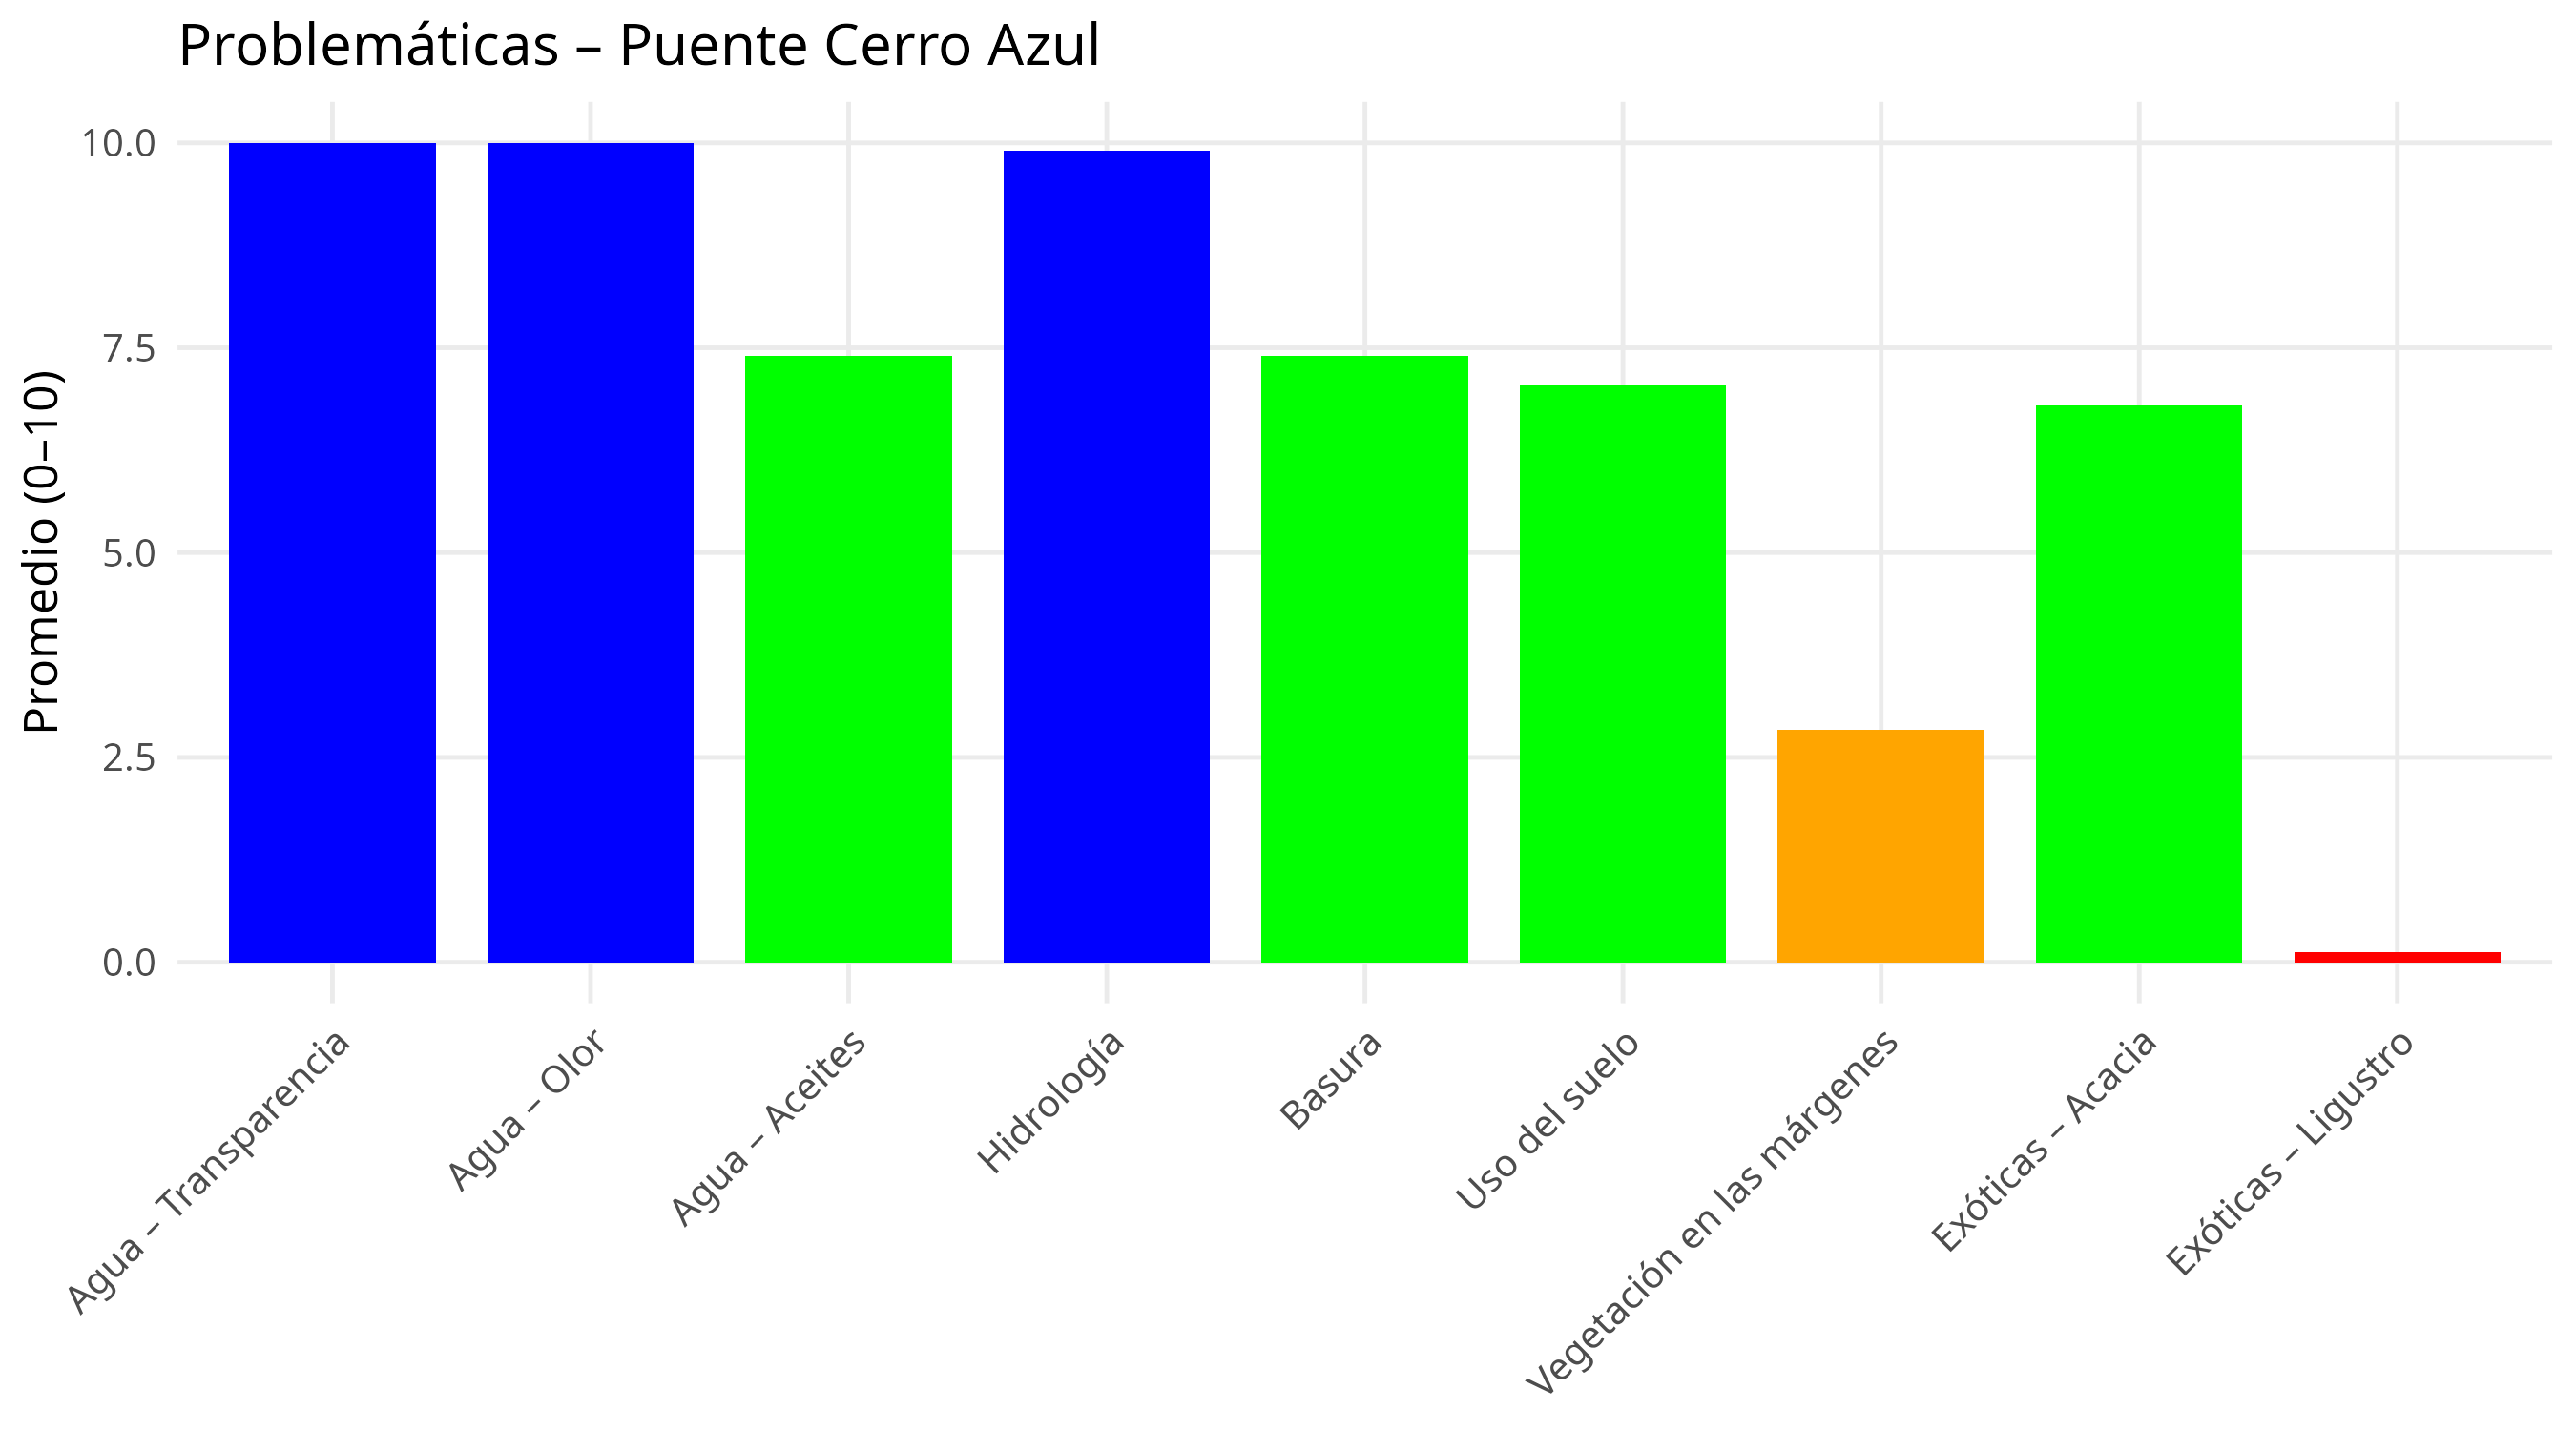 Problemáticas – Puente Cerro Azul
Promedio (0–10)
10.0
7.5
5.0
2.5
0.0
Agua – Transparencia
Agua – Olor
Agua – Aceites
Hidrología
Basura
Uso del suelo
Vegetación en las márgenes
Exóticas – Acacia
Exóticas – Ligustro